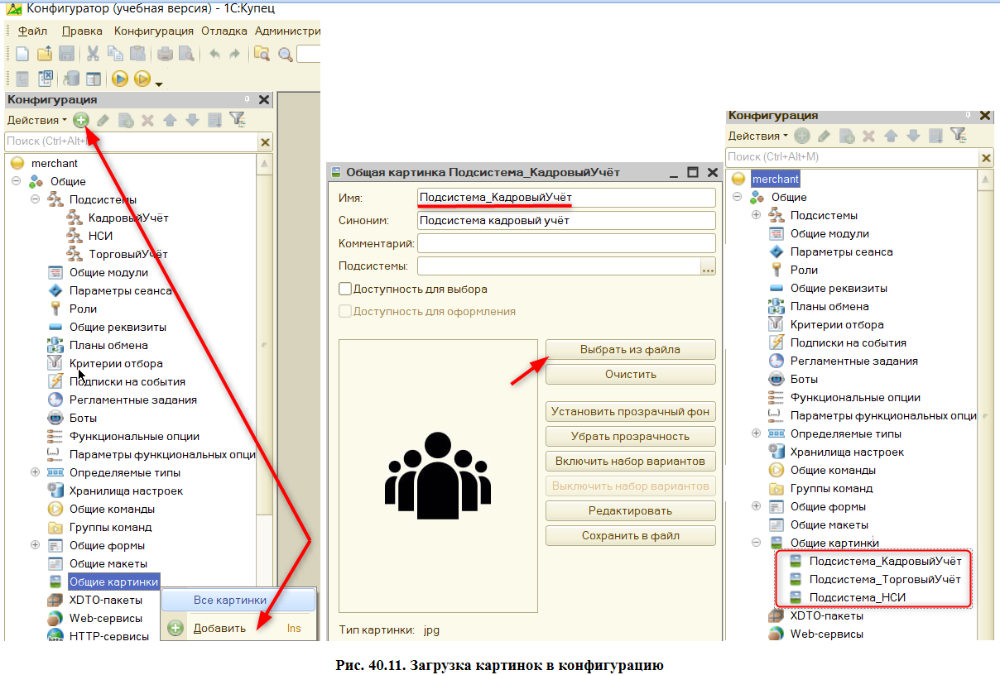 Конфигуратор (учебная версия) - 1С:Купец
Файл Правка Конфигурация Отладка Админист­ри
Конфигурация
Действия
Поиск (Ctrl+Alt+
merchant
Общие
Подсистемы
КадровыйУчёт
НСИ
ТорговыйУчёт
Общие модули
Параметры сеанса
Роли
Общие реквизиты
Планы обмена
Критерии отбора
Подписки на события
Регламентные задания
Боты
Функциональные опции
Параметры функциональных опци
Определяемые типы
Хранилища настроек
Общие команды
Группы команд
Общие формы
Общие макеты
Общие картинки
XDTO-пакеты
Web-сервисы
HTTP-сервисы
Все картинки
Добавить Ins
Общая картинка Подсистема_КадровыйУчёт
Имя: Подсистема_КадровыйУчёт
Синоним: Подсистема кадровый учёт
Комментарий:
Подсистемы: ...
Доступность для выбора
Доступность для оформления
Выбрать из файла
Очистить
Установить прозрачный фон
Убрать прозрачность
Включить набор вариантов
Выключить набор вариантов
Редактировать
Сохранить в файл
Тип картинки: jpg
Конфигурация
Действия
Поиск (Ctrl+Alt+M)
merchant
Общие
Подсистемы
Общие модули
Параметры сеанса
Роли
Общие реквизиты
Планы обмена
Критерии отбора
Подписки на события
Регламентные задания
Боты
Функциональные опции
Параметры функциональных опци
Определяемые типы
Хранилища настроек
Общие команды
Группы команд
Общие формы
Общие макеты
Общие картинки
Подсистема_КадровыйУчёт
Подсистема_ТорговыйУчёт
Подсистема_НСИ
XDTO-пакеты
Web-сервисы
Рис. 40.11. Загрузка картинок в конфигурацию